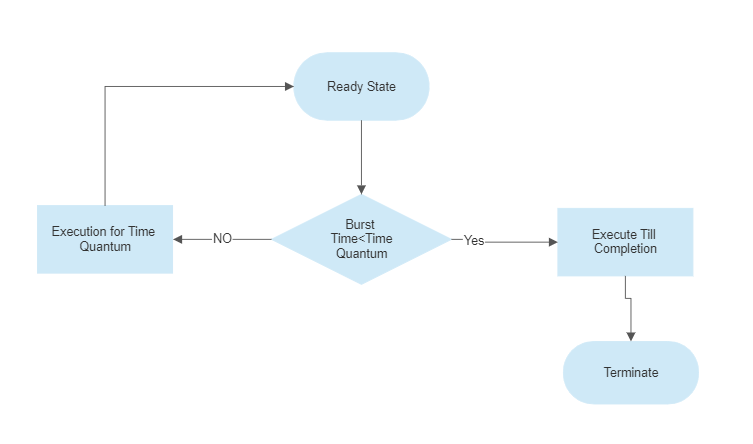 Ready State
Burst
Time<Time
Quantum
NO
Yes
Execution for Time
Quantum
Execute Till
Completion
Terminate